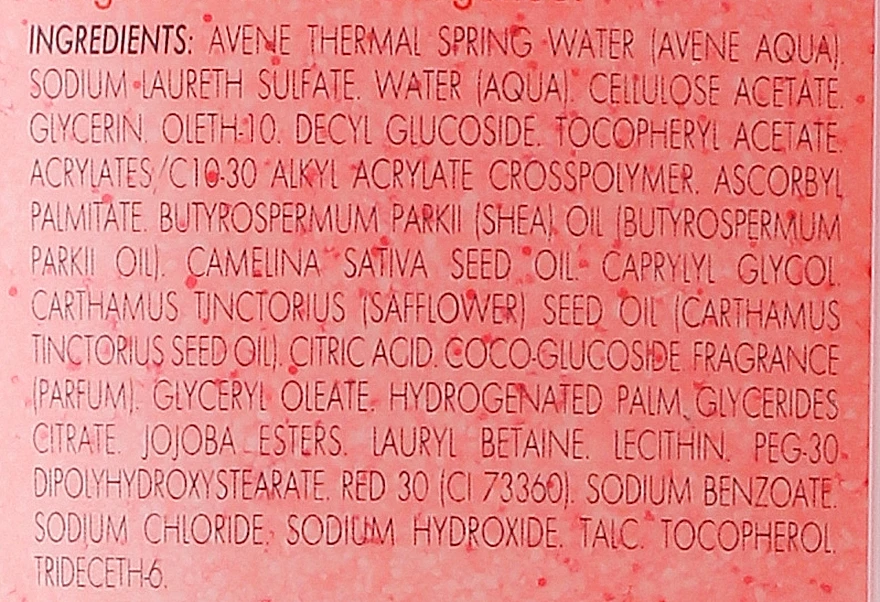 INGREDIENTS: AVENE THERMAL SPRING WATER (AVENE AQUA).
SODIUM LAURETH SULFATE. WATER (AQUA). CELLULOSE ACETATE.
GLYCERIN. OLETH-10. DECYL GLUCOSIDE. TOCOPHERYL ACETATE.
ACRYLATES/C10-30 ALKYL ACRYLATE CROSSPOLYMER. ASCORBYL
PALMITATE. BUTYROSPERMUM PARKII (SHEA) OIL (BUTYROSPERMUM
PARKII OIL). CAMELINA SATIVA SEED OIL. CAPRYLYL GLYCOL.
CARTHAMUS TINCTORIUS (SAFFLOWER) SEED OIL (CARTHAMUS
TINCTORIUS SEED OIL). CITRIC ACID. COCO-GLUCOSIDE FRAGRANCE
(PARFUM). GLYCERYL OLEATE. HYDROGENATED PALM GLYCERIDES
CITRATE. JOJOBA ESTERS. LAURYL BETAINE. LECITHIN. PEG-30
DIPOLYHYDROXYSTEARATE. RED 30 (CI 73360). SODIUM BENZOATE.
SODIUM CHLORIDE. SODIUM HYDROXIDE. TALC. TOCOPHEROL.
TRIDECETH-6.